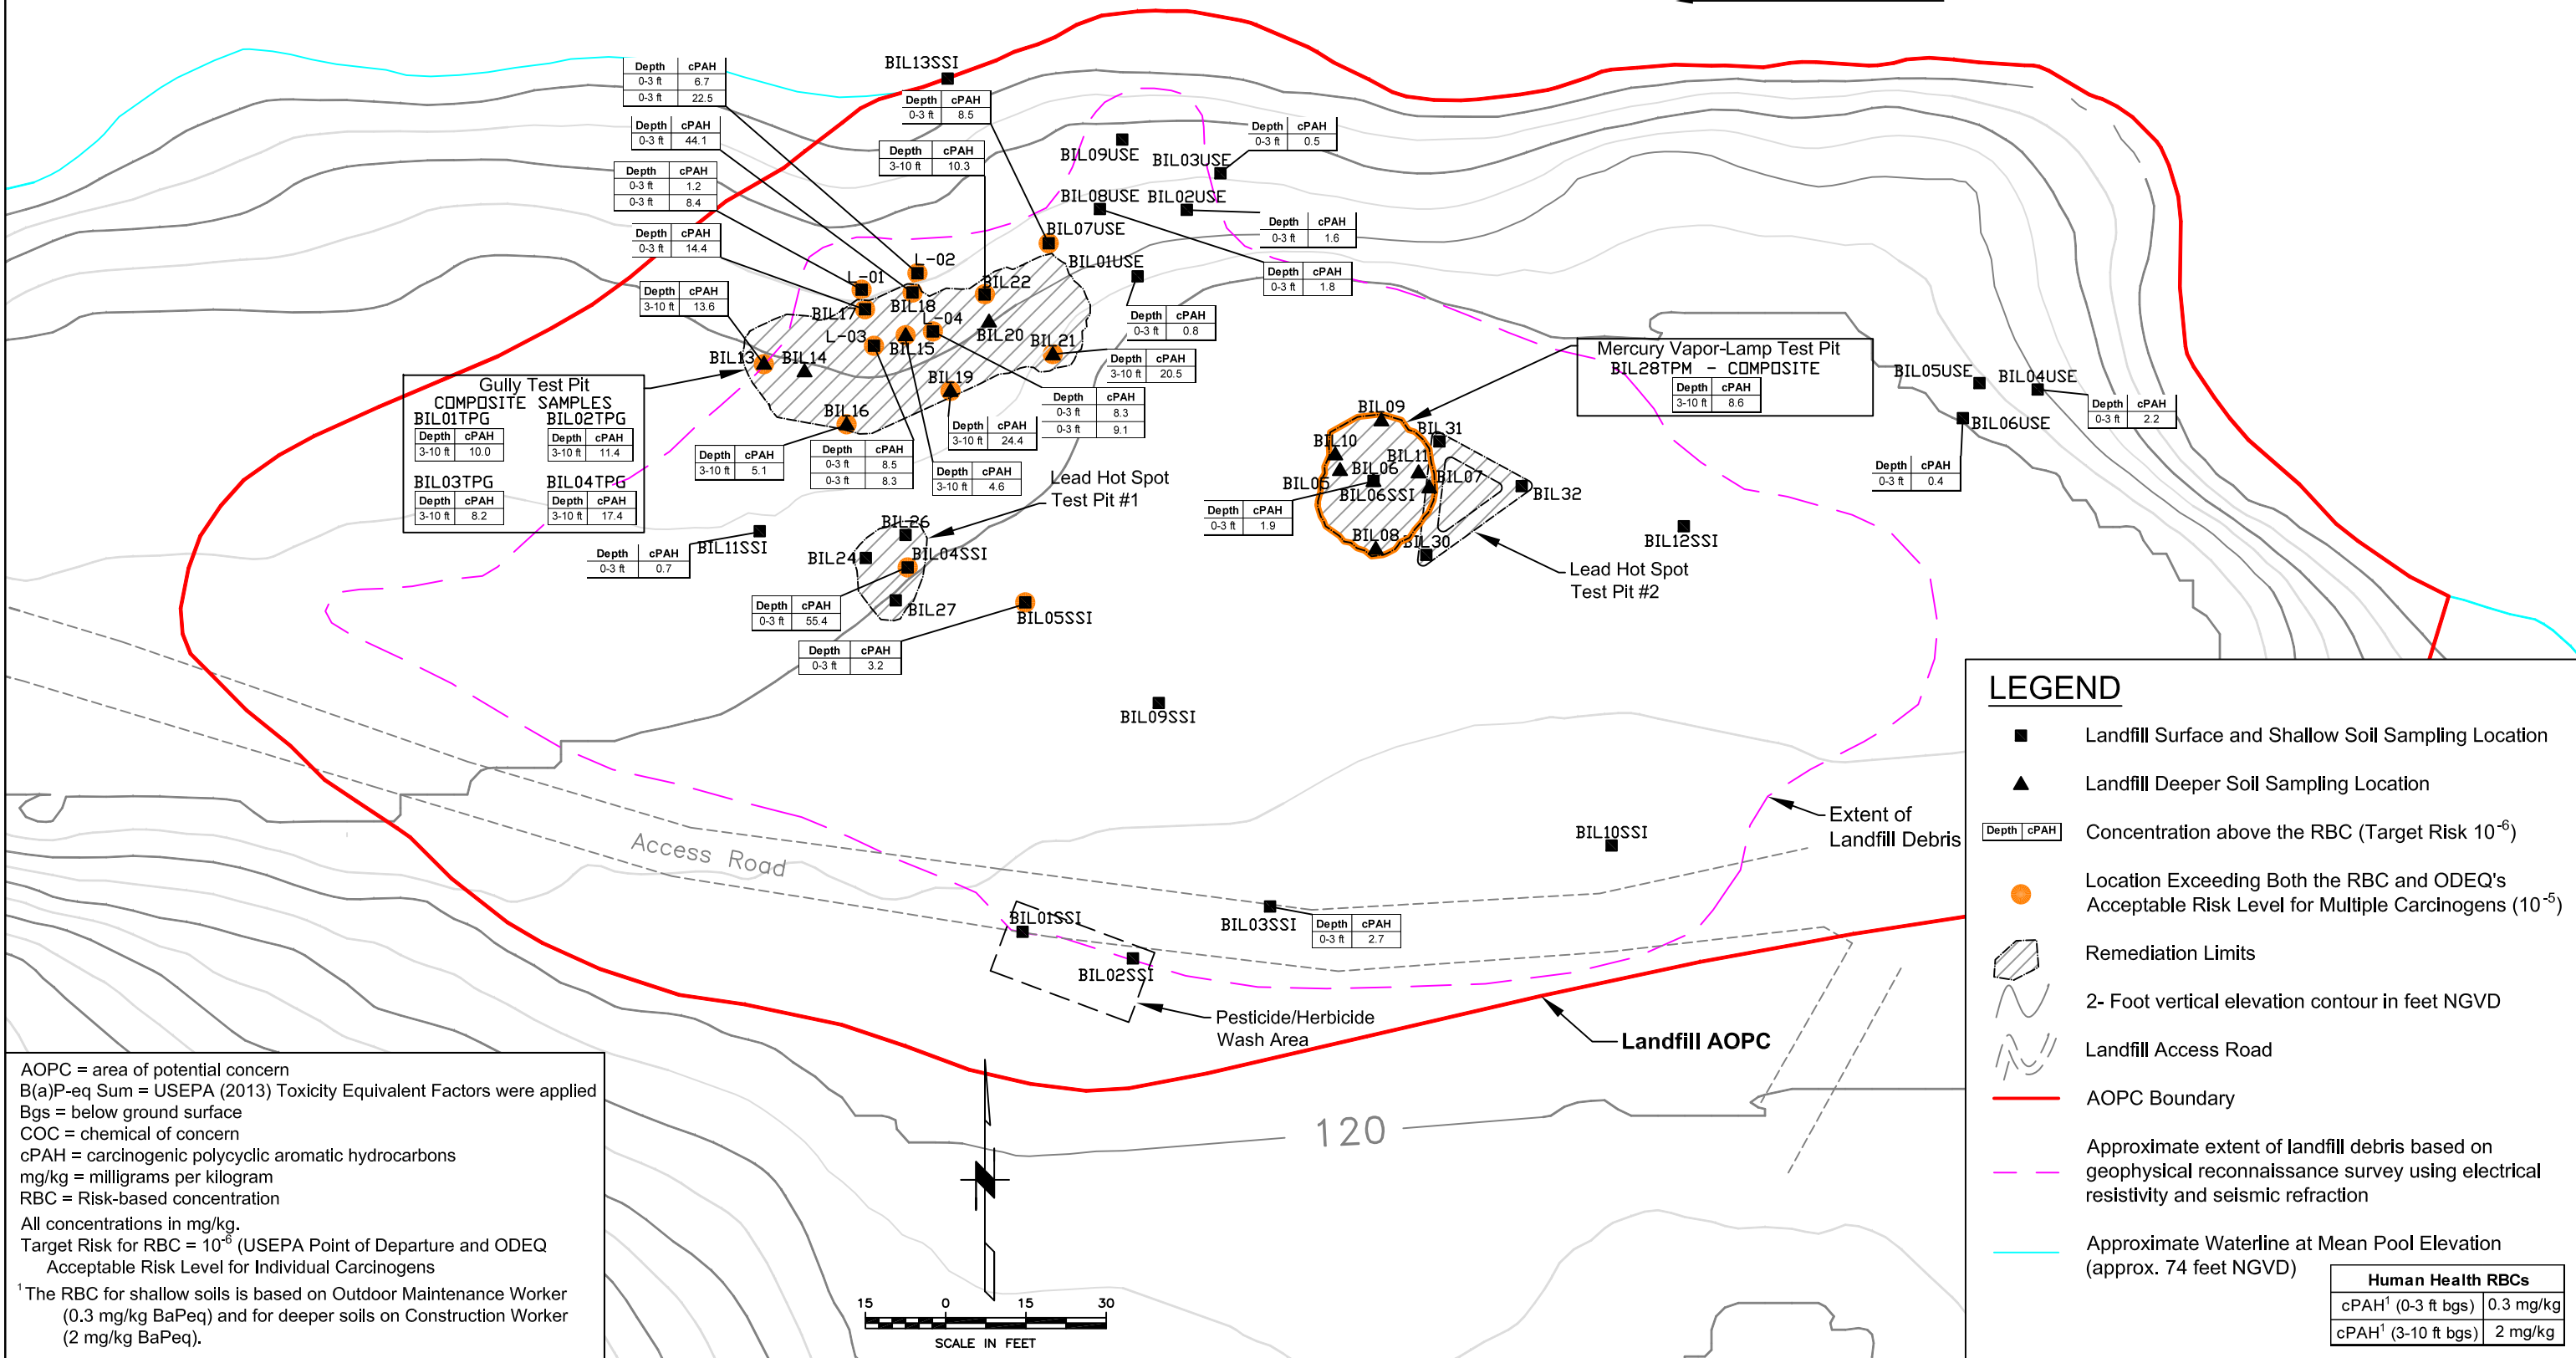 BIL13SSI
Depth cPAH
0-3 ft 6.7
0-3 ft 22.5
Depth cPAH
0-3 ft 8.5
Depth cPAH
0-3 ft 44.1
Depth cPAH
3-10 ft 10.3
BIL09USE
BIL03USE
Depth cPAH
0-3 ft 0.5
Depth cPAH
0-3 ft 1.2
0-3 ft 8.4
BIL08USE
BIL02USE
Depth cPAH
0-3 ft 1.6
Depth cPAH
0-3 ft 14.4
BIL07USE
BIL01USE
Depth cPAH
0-3 ft 1.8
L-01
L-02
BIL22
Depth cPAH
3-10 ft 13.6
BIL17
BIL18
L-04
BIL20
Depth cPAH
0-3 ft 0.8
L-03
BIL15
BIL21
BIL13
BIL14
Depth cPAH
3-10 ft 20.5
BIL19
BIL16
Gully Test Pit
COMPOSITE SAMPLES
BIL01TPG
BIL02TPG
Depth cPAH
3-10 ft 10.0
Depth cPAH
3-10 ft 11.4
BIL03TPG
BIL04TPG
Depth cPAH
3-10 ft 8.2
Depth cPAH
3-10 ft 17.4
Depth cPAH
3-10 ft 5.1
Depth cPAH
0-3 ft 8.5
0-3 ft 8.3
Depth cPAH
3-10 ft 24.4
Depth cPAH
0-3 ft 8.3
0-3 ft 9.1
Depth cPAH
3-10 ft 4.6
Lead Hot Spot
Test Pit #1
Mercury Vapor-Lamp Test Pit
BIL28TPM - COMPOSITE
Depth cPAH
3-10 ft 8.6
BIL05USE
BIL04USE
BIL06USE
Depth cPAH
0-3 ft 2.2
Depth cPAH
0-3 ft 0.4
BIL09
BIL31
BIL10
BIL06
BIL11
BIL05
BIL07
BIL06SSI
BIL32
Depth cPAH
0-3 ft 1.9
BIL08
BIL30
BIL12SSI
Lead Hot Spot
Test Pit #2
BIL11SSI
Depth cPAH
0-3 ft 0.7
BIL26
BIL24
BIL04SSI
BIL27
Depth cPAH
0-3 ft 55.4
BIL05SSI
Depth cPAH
0-3 ft 3.2
BIL09SSI
BIL10SSI
Extent of
Landfill Debris
Access Road
BIL01SSI
BIL02SSI
BIL03SSI
Depth cPAH
0-3 ft 2.7
Pesticide/Herbicide
Wash Area
Landfill AOPC
120
LEGEND
Landfill Surface and Shallow Soil Sampling Location
Landfill Deeper Soil Sampling Location
Depth cPAH Concentration above the RBC (Target Risk 10⁻⁶)
Location Exceeding Both the RBC and ODEQ's
Acceptable Risk Level for Multiple Carcinogens (10⁻⁵)
Remediation Limits
2- Foot vertical elevation contour in feet NGVD
Landfill Access Road
AOPC Boundary
Approximate extent of landfill debris based on
geophysical reconnaissance survey using electrical
resistivity and seismic refraction
Approximate Waterline at Mean Pool Elevation
(approx. 74 feet NGVD)
Human Health RBCs
cPAH¹ (0-3 ft bgs) 0.3 mg/kg
cPAH¹ (3-10 ft bgs) 2 mg/kg
AOPC = area of potential concern
B(a)P-eq Sum = USEPA (2013) Toxicity Equivalent Factors were applied
Bgs = below ground surface
COC = chemical of concern
cPAH = carcinogenic polycyclic aromatic hydrocarbons
mg/kg = milligrams per kilogram
RBC = Risk-based concentration
All concentrations in mg/kg.
Target Risk for RBC = 10⁻⁶ (USEPA Point of Departure and ODEQ
Acceptable Risk Level for Individual Carcinogens
¹ The RBC for shallow soils is based on Outdoor Maintenance Worker
(0.3 mg/kg BaPeq) and for deeper soils on Construction Worker
(2 mg/kg BaPeq).
15 0 15 30
SCALE IN FEET